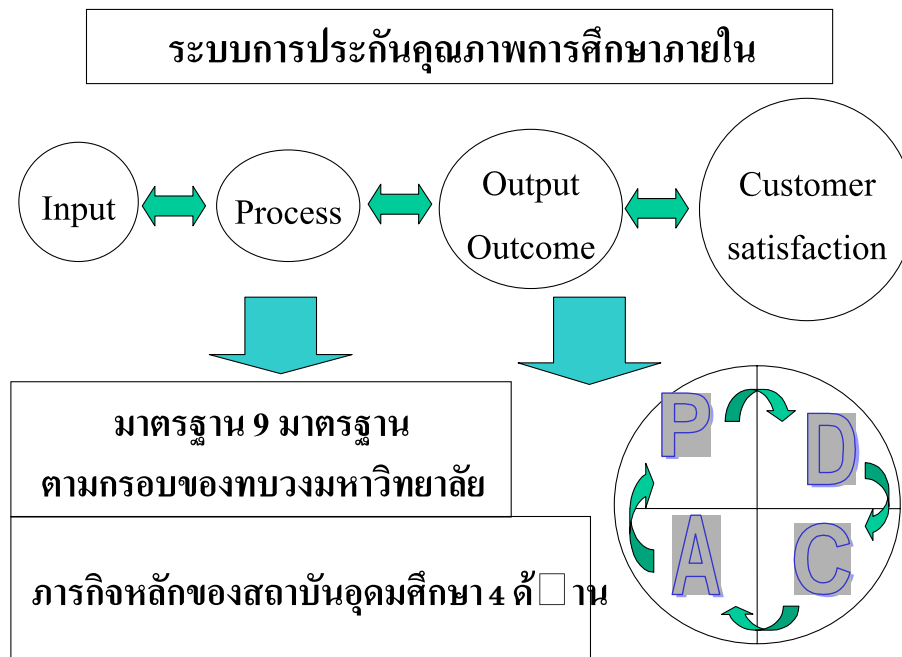 ระบบการประกันคุณภาพการศึกษาภายใน
Input
Process
Output
Outcome
Customer
satisfaction
มาตรฐาน 9 มาตรฐาน
ตามกรอบของทบวงมหาวิทยาลัย
ภารกิจหลักของสถาบันอุดมศึกษา 4 ด้□าน
P
D
A
C